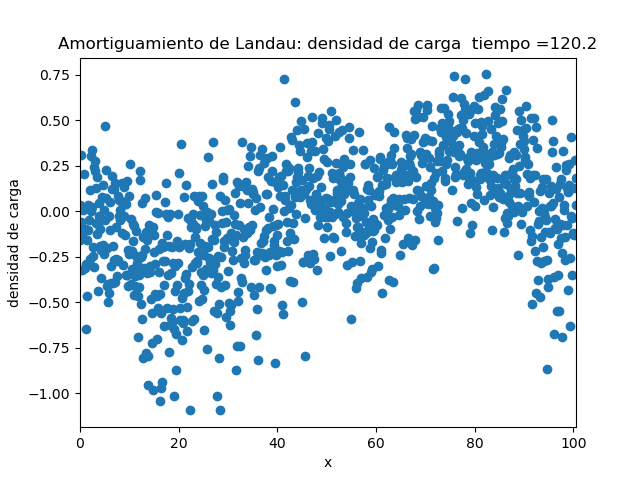 Amortiguamiento de Landau: densidad de carga  tiempo =120.2
0.75
0.50
0.25
0.00
−0.25
−0.50
−0.75
−1.00
densidad de carga
0 20 40 60 80 100
x